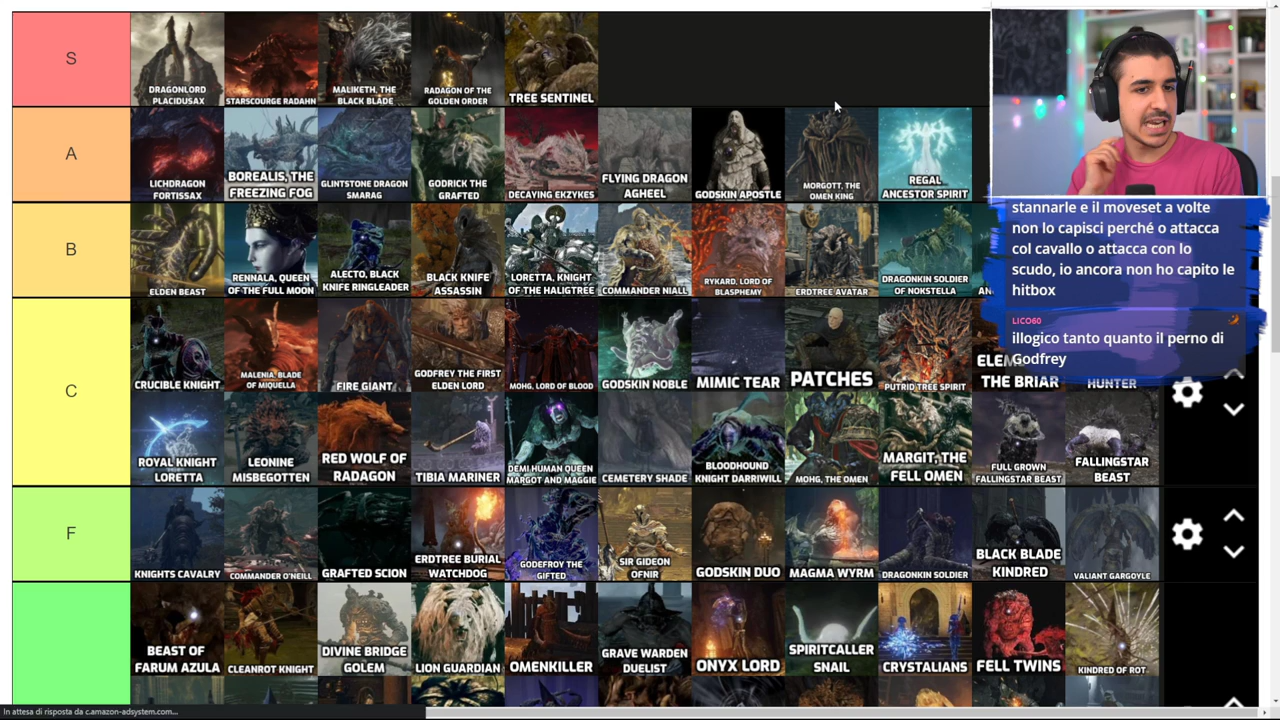 S
DRAGONLORD
PLACIDUSAX
STARSCOURGE RADAHN
MALIKETH, THE
BLACK BLADE
RADAGON OF THE
GOLDEN ORDER
TREE SENTINEL
A
LICHDRAGON
FORTISSAX
BOREALIS, THE
FREEZING FOG
GLINTSTONE DRAGON
SMARAG
GODRICK THE
GRAFTED
DECAYING EKZYKES
FLYING DRAGON
AGHEEL
GODSKIN APOSTLE
MORGOTT, THE
OMEN KING
REGAL
ANCESTOR SPIRIT
stannarle e il moveset a volte
non lo capisci perché o attacca
col cavallo o attacca con lo
scudo, io ancora non ho capito le
hitbox
LICO60
illogico tanto quanto il perno di
Godfrey
B
ELDEN BEAST
RENNALA, QUEEN
OF THE FULL MOON
ALECTO, BLACK
KNIFE RINGLEADER
BLACK KNIFE
ASSASSIN
LORETTA, KNIGHT
OF THE HALIGTREE
COMMANDER NIALL
RYKARD, LORD OF
BLASPHEMY
ERDTREE AVATAR
DRAGONKIN SOLDIER
OF NOKSTELLA
C
CRUCIBLE KNIGHT
MALENIA, BLADE
OF MIQUELLA
FIRE GIANT
GODFREY THE FIRST
ELDEN LORD
MOHG, LORD OF BLOOD
GODSKIN NOBLE
MIMIC TEAR
PATCHES
PUTRID TREE SPIRIT
THE BRIAR
HUNTER
ROYAL KNIGHT
LORETTA
LEONINE
MISBEGOTTEN
RED WOLF OF
RADAGON
TIBIA MARINER
DEMI HUMAN QUEEN
MARGOT AND MAGGIE
CEMETERY SHADE
BLOODHOUND
KNIGHT DARRIWILL
MOHG, THE OMEN
MARGIT, THE
FELL OMEN
FULL GROWN
FALLINGSTAR BEAST
FALLINGSTAR
BEAST
F
KNIGHTS CAVALRY
COMMANDER O'NEILL
GRAFTED SCION
ERDTREE BURIAL
WATCHDOG
GODEFROY THE
GIFTED
SIR GIDEON
OFNIR
GODSKIN DUO
MAGMA WYRM
DRAGONKIN SOLDIER
BLACK BLADE
KINDRED
VALIANT GARGOYLE
BEAST OF
FARUM AZULA
CLEANROT KNIGHT
DIVINE BRIDGE
GOLEM
LION GUARDIAN
OMENKILLER
GRAVE WARDEN
DUELIST
ONYX LORD
SPIRITCALLER
SNAIL
CRYSTALIANS
FELL TWINS
KINDRED OF ROT
In attesa di risposta da c.amazon-adsystem.com...